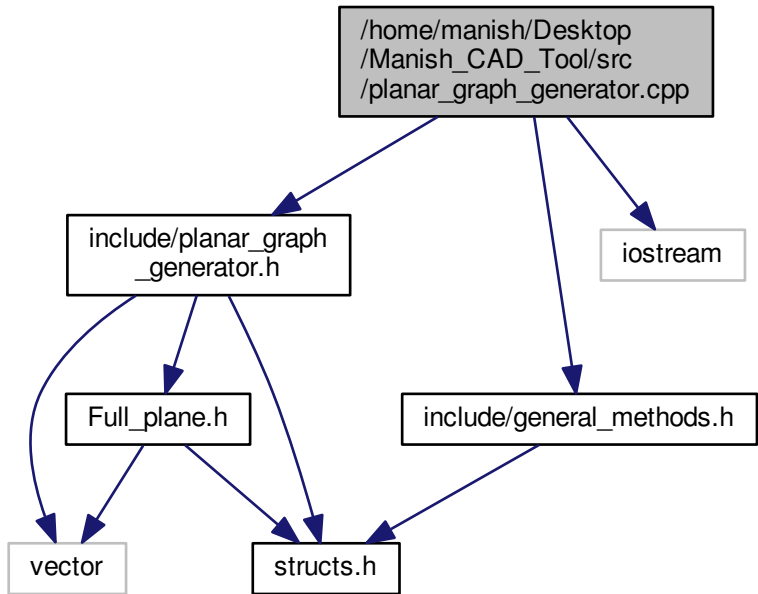 /home/manish/Desktop
/Manish_CAD_Tool/src
/planar_graph_generator.cpp
include/planar_graph
_generator.h
iostream
Full_plane.h
include/general_methods.h
vector
structs.h